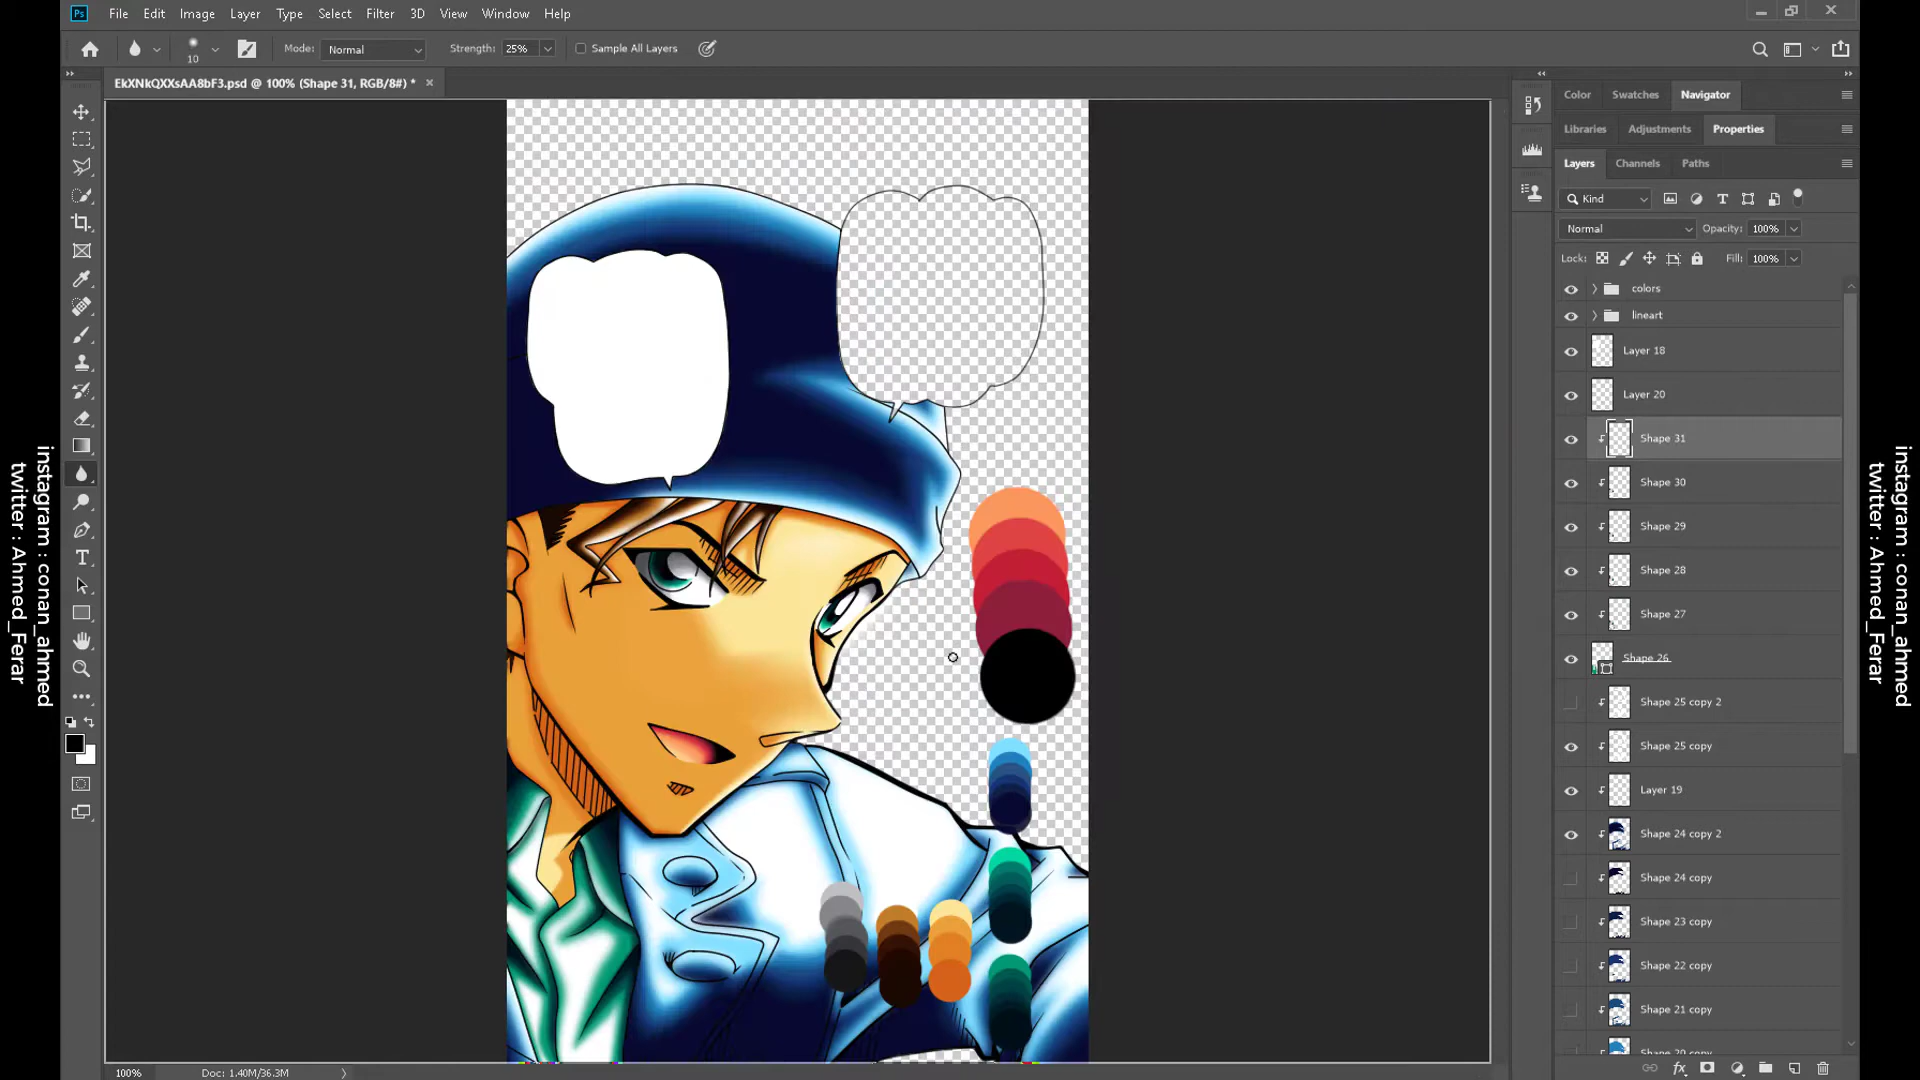 Ps File Edit Image Layer Type Select Filter 3D View Window Help
10 Mode: Normal Strength: 25% Sample All Layers
EkXNkQXXsAA8bF3.psd @ 100% (Shape 31, RGB/8#) *
Color Swatches Navigator
Libraries Adjustments Properties
Layers Channels Paths
Kind
Normal Opacity: 100%
Lock: Fill: 100%
colors
lineart
Layer 18
Layer 20
Shape 31
Shape 30
Shape 29
Shape 28
Shape 27
Shape 26
Shape 25 copy 2
Shape 25 copy
Layer 19
Shape 24 copy 2
Shape 24 copy
Shape 23 copy
Shape 22 copy
Shape 21 copy
Shape 20 copy
100% Doc: 1.40M/36.3M
instagram : conan_ahmed
twitter : Ahmed_Ferar
instagram : conan_ahmed
twitter : Ahmed_Ferar